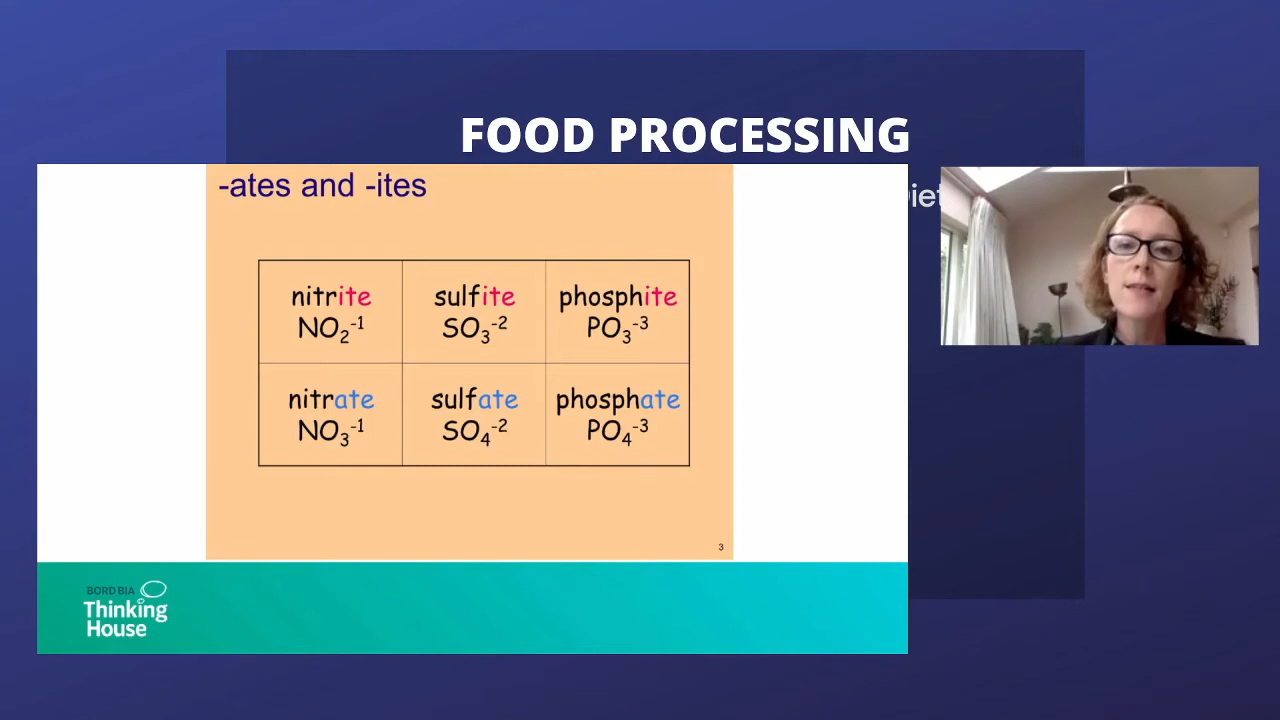 FOOD PROCESSING
Diet
-ates and -ites
nitrite
NO₂⁻¹
sulfite
SO₃⁻²
phosphite
PO₃⁻³
nitrate
NO₃⁻¹
sulfate
SO₄⁻²
phosphate
PO₄⁻³
3
BORD BIA
Thinking
House